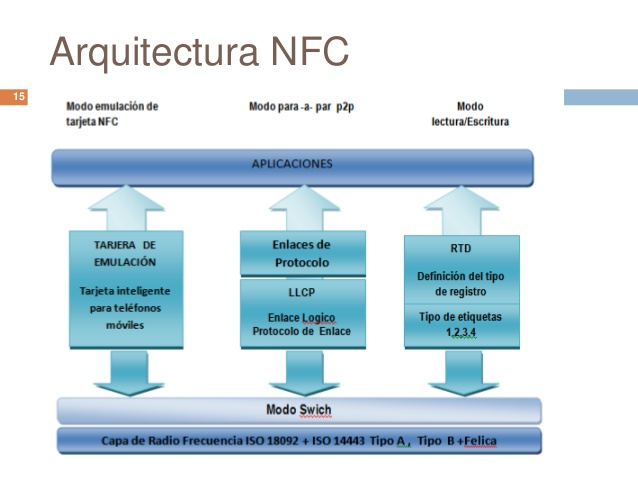 Arquitectura NFC
15
Modo emulación de
tarjeta NFC
Modo para -a- par p2p
Modo
lectura/Escritura
APLICACIONES
TARJERA DE
EMULACIÓN
Tarjeta inteligente
para teléfonos
móviles
Enlaces de
Protocolo
LLCP
Enlace Logico
Protocolo de Enlace
RTD
Definición del tipo
de registro
Tipo de etiquetas
1,2,3,4
Modo Swich
Capa de Radio Frecuencia ISO 18092 + ISO 14443 Tipo A , Tipo B +Felica